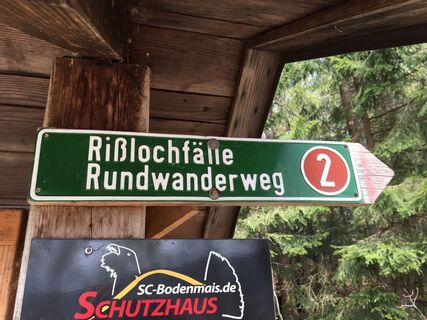 Rißlochfälle
Rundwanderweg
2
SC-Bodenmais.de
SCHUTZHAUS